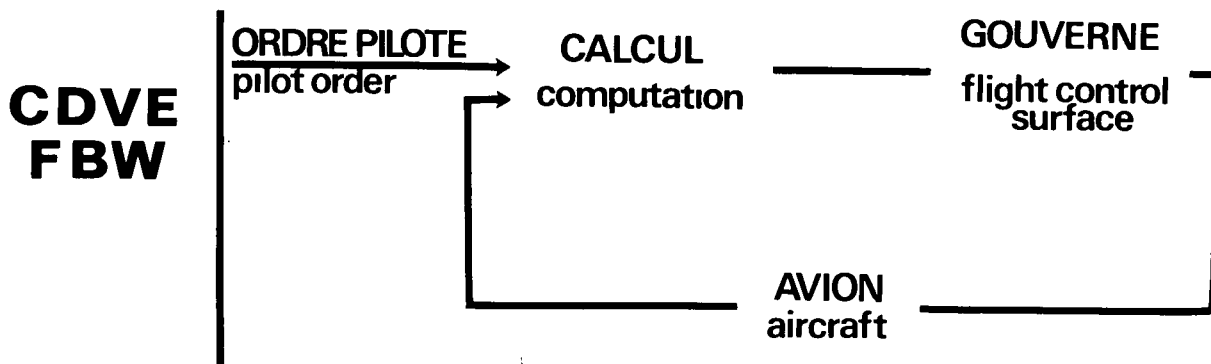 CDVE
FBW
ORDRE PILOTE
pilot order
CALCUL
computation
GOUVERNE
flight control
surface
AVION
aircraft